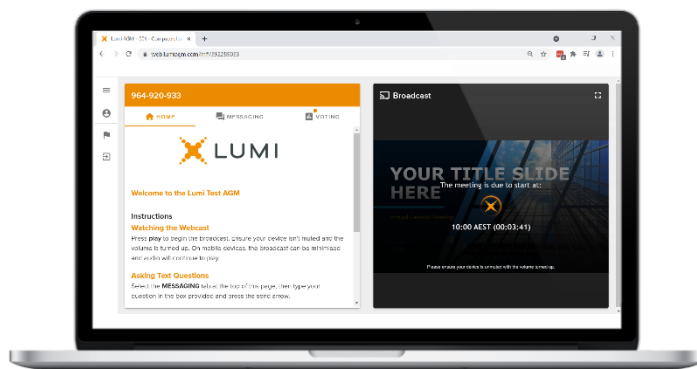 Lumi AGM
web.lumiagm.com
964-920-933
HOME
MESSAGING
VOTING
LUMI
Welcome to the Lumi Test AGM
Instructions
Watching the Webcast
Press play to begin the broadcast. Ensure your device isn't muted and the
volume is turned up. On mobile devices, the broadcast can be minimised
and audio will continue to play.
Asking Text Questions
Select the MESSAGING tab at the top of this page, then type your
question in the box provided and press the send arrow.
Broadcast
YOUR TITLE SLIDE
HERE
The meeting is due to start at:
10:00 AEST (00:03:41)
Please ensure your device is unmuted with the volume turned up.